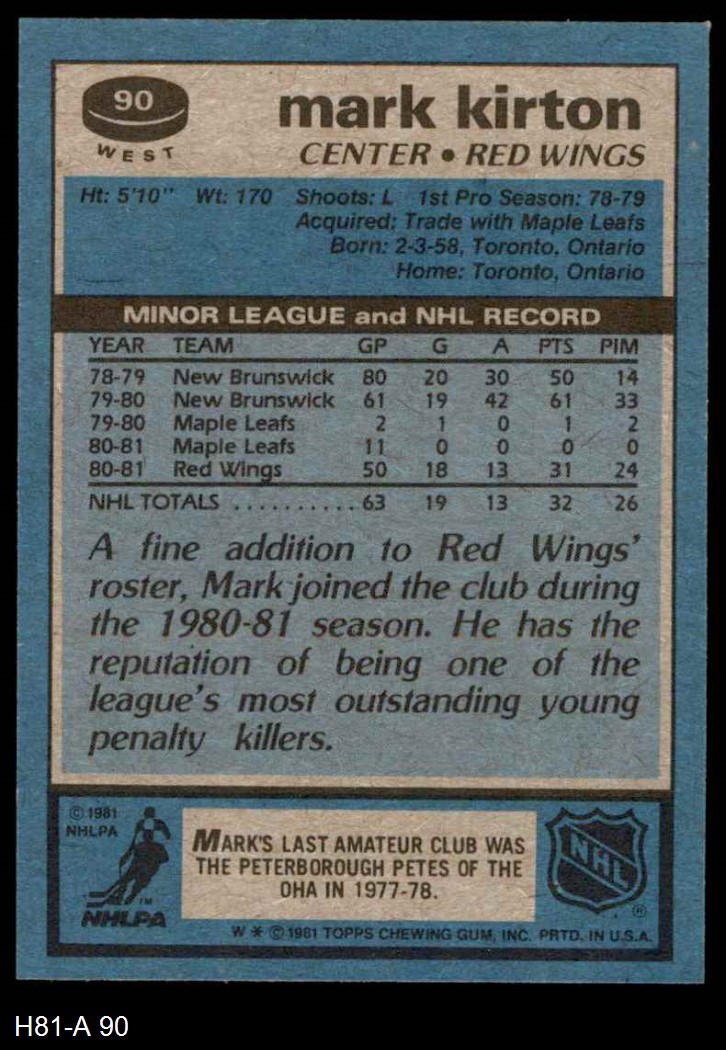 90
WEST
mark kirton
CENTER • RED WINGS
Ht: 5'10" Wt: 170 Shoots: L 1st Pro Season: 78-79
Acquired: Trade with Maple Leafs
Born: 2-3-58, Toronto, Ontario
Home: Toronto, Ontario
MINOR LEAGUE and NHL RECORD
YEAR TEAM GP G A PTS PIM
78-79 New Brunswick 80 20 30 50 14
79-80 New Brunswick 61 19 42 61 33
79-80 Maple Leafs 2 1 0 1 2
80-81 Maple Leafs 11 0 0 0 0
80-81 Red Wings 50 18 13 31 24
NHL TOTALS .......... 63 19 13 32 26
A fine addition to Red Wings'
roster, Mark joined the club during
the 1980-81 season. He has the
reputation of being one of the
league's most outstanding young
penalty killers.
© 1981
NHLPA
TM
NHLPA
MARK'S LAST AMATEUR CLUB WAS
THE PETERBOROUGH PETES OF THE
OHA IN 1977-78.
NHL
®
W * © 1981 TOPPS CHEWING GUM, INC. PRTD. IN U.S.A.
H81-A 90